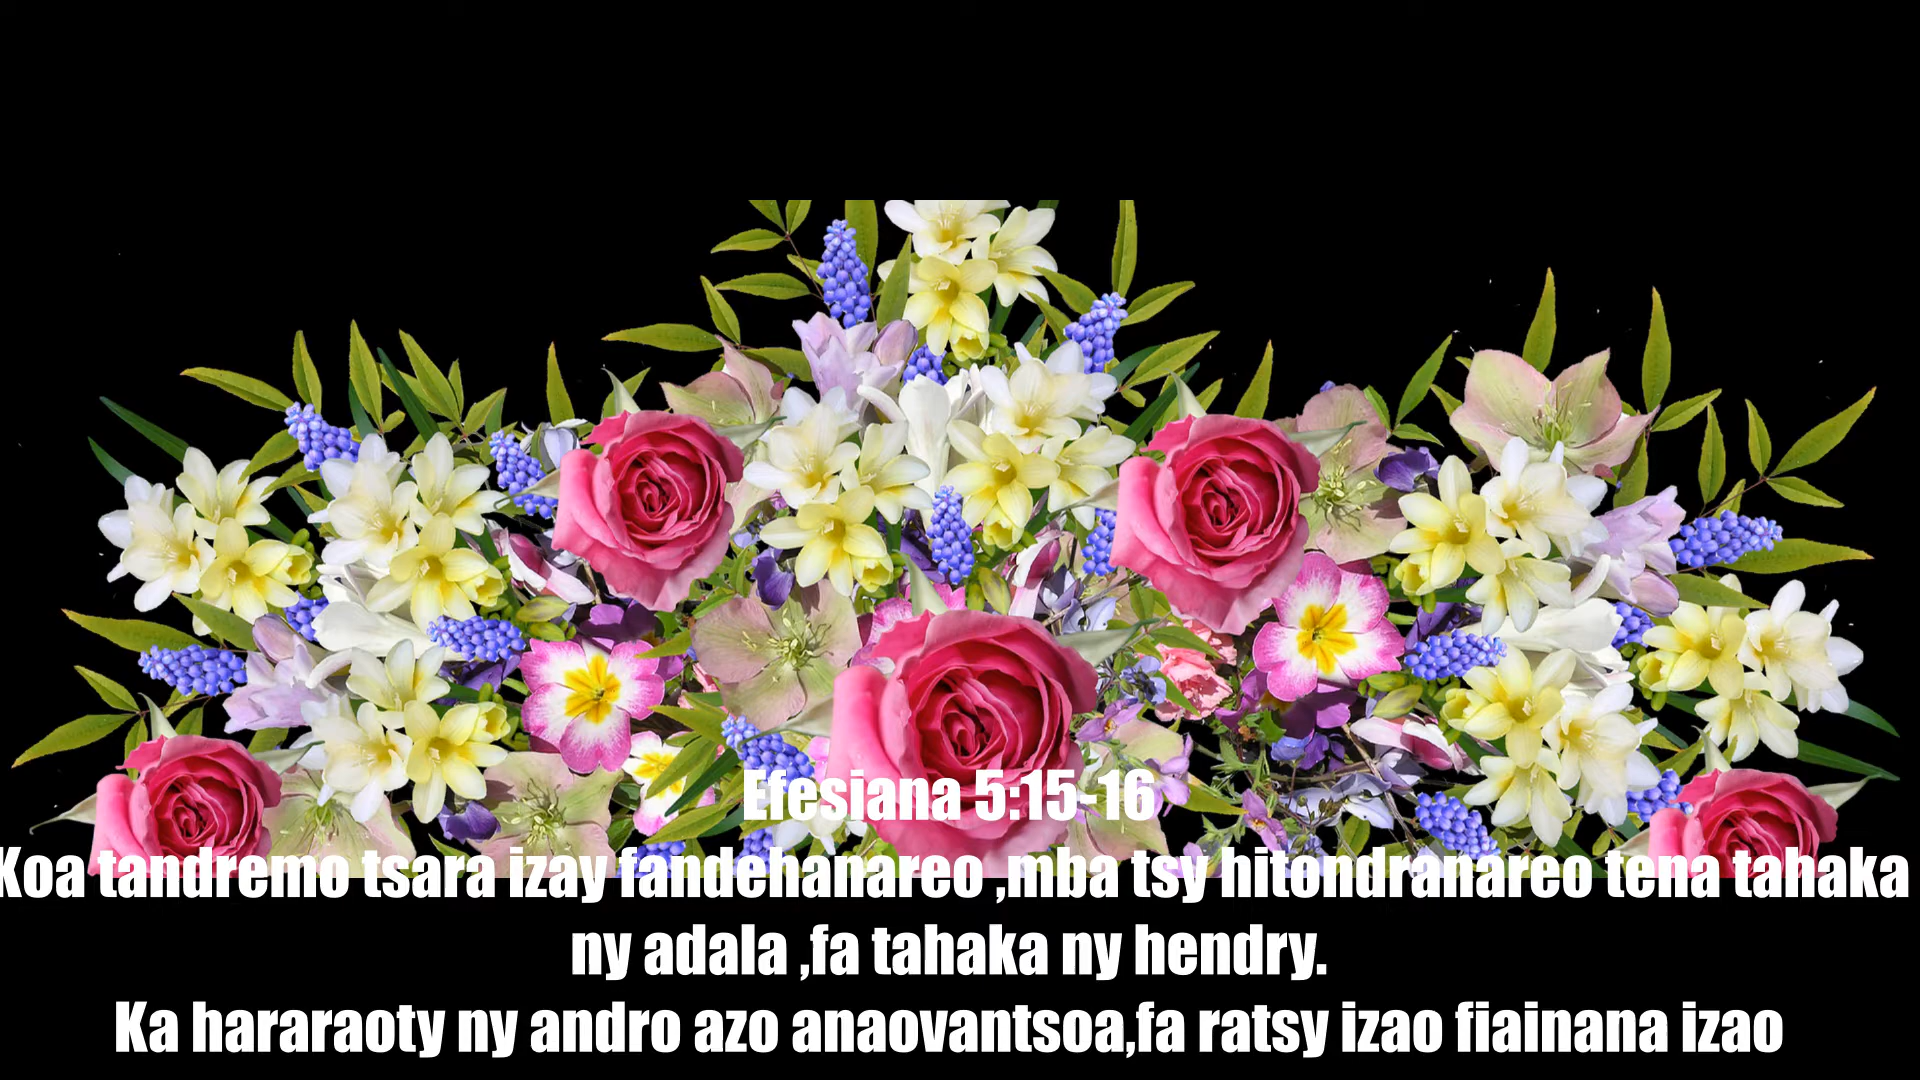 Efesiana 5:15-16
Koa tandremo tsara izay fandehanareo ,mba tsy hitondranareo tena tahaka
ny adala ,fa tahaka ny hendry.
Ka hararaoty ny andro azo anaovantsoa,fa ratsy izao fiainana izao